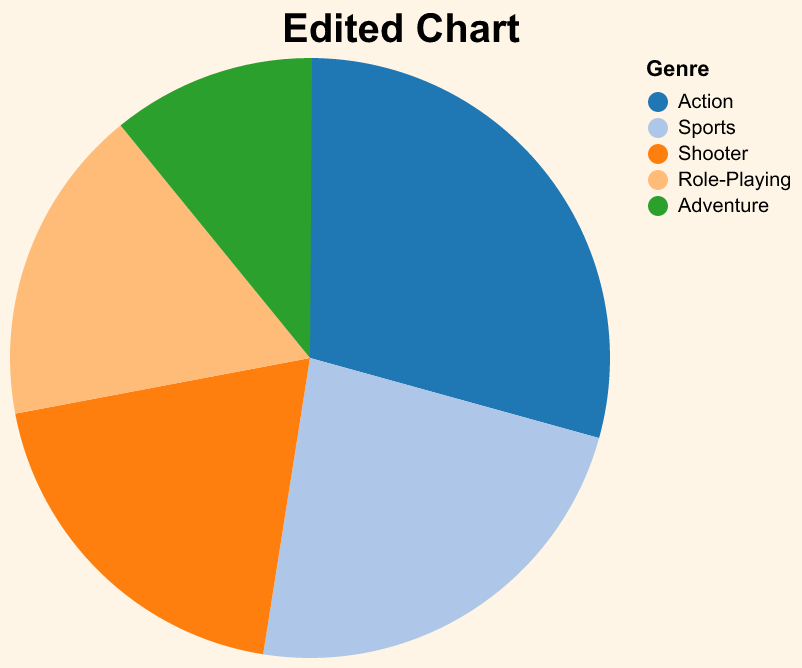 Edited Chart
Genre
Action
Sports
Shooter
Role-Playing
Adventure